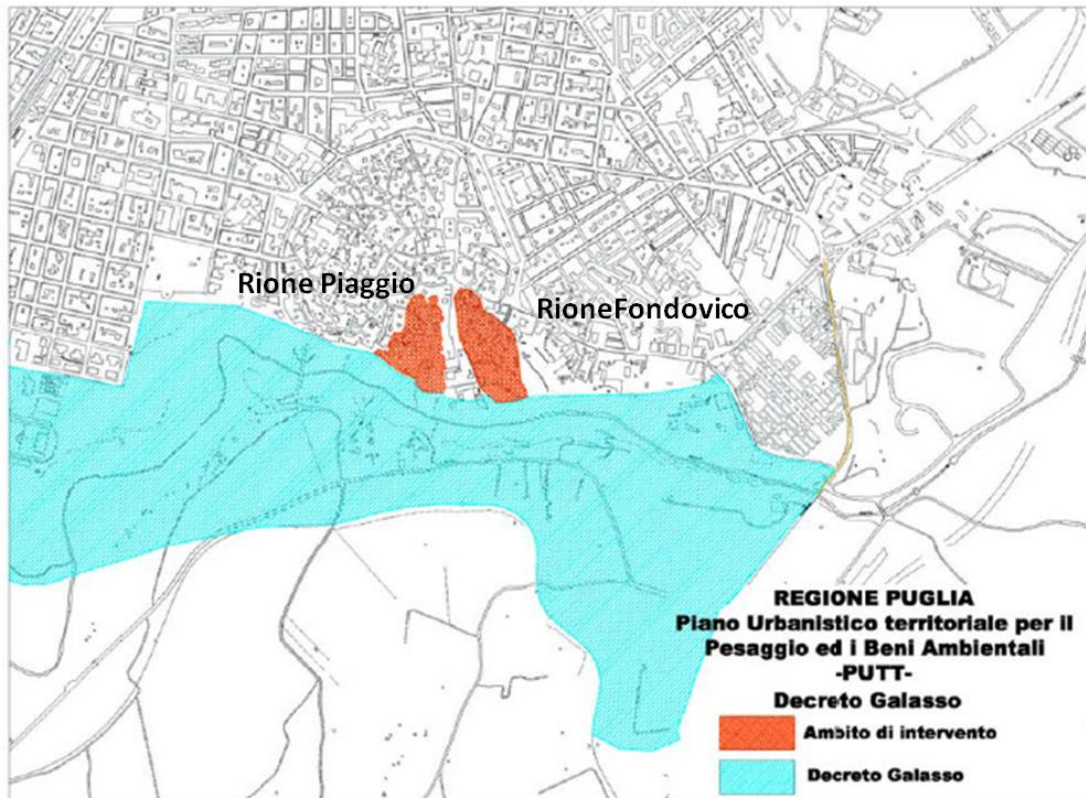 Rione Piaggio
RioneFondovico
REGIONE PUGLIA
Piano Urbanistico territoriale per il
Pesaggio ed i Beni Ambientali
-PUTT-
Decreto Galasso
Ambito di intervento
Decreto Galasso